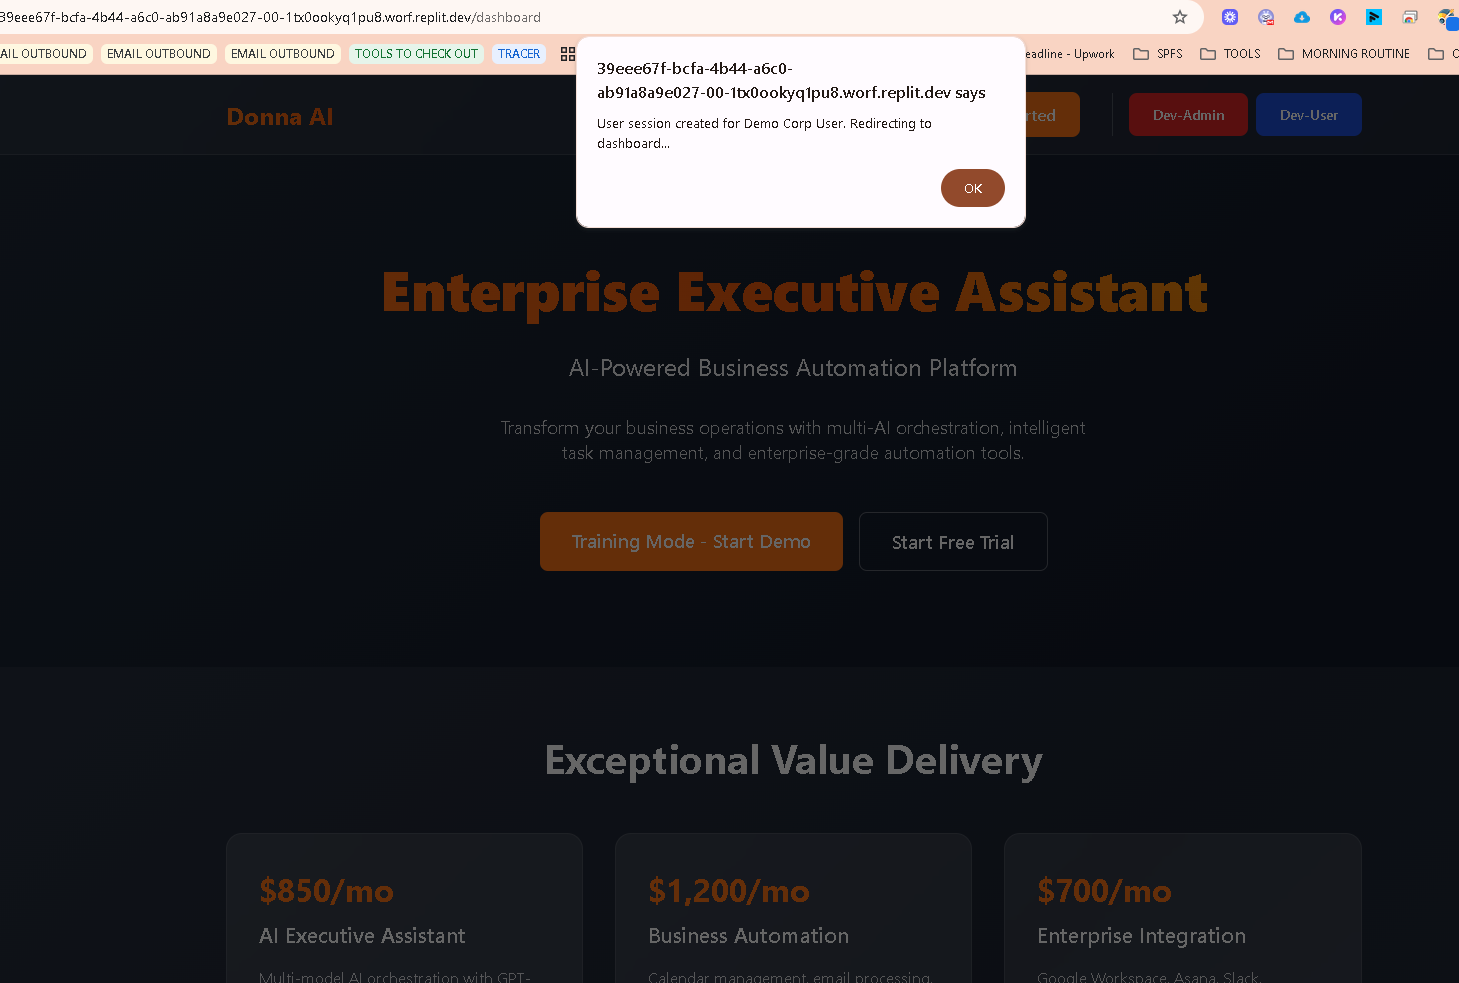 39eee67f-bcfa-4b44-a6c0-ab91a8a9e027-00-1tx0ookyq1pu8.worf.replit.dev/dashboard
AIL OUTBOUND EMAIL OUTBOUND EMAIL OUTBOUND TOOLS TO CHECK OUT TRACER eadline - Upwork SPFS TOOLS MORNING ROUTINE
39eee67f-bcfa-4b44-a6c0-
ab91a8a9e027-00-1tx0ookyq1pu8.worf.replit.dev says
User session created for Demo Corp User. Redirecting to
dashboard...
OK
Donna AI rted Dev-Admin Dev-User
Enterprise Executive Assistant
AI-Powered Business Automation Platform
Transform your business operations with multi-AI orchestration, intelligent
task management, and enterprise-grade automation tools.
Training Mode - Start Demo Start Free Trial
Exceptional Value Delivery
$850/mo $1,200/mo $700/mo
AI Executive Assistant Business Automation Enterprise Integration
Multi-model AI orchestration with GPT- Calendar management, email processing, Google Workspace, Asana, Slack,